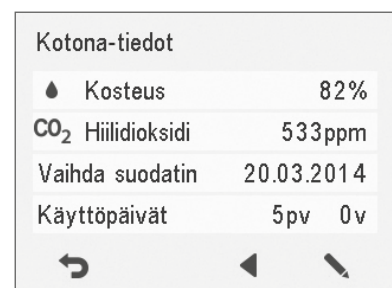 Kotona-tiedot
Kosteus 82%
CO₂ Hiilidioksidi 533ppm
Vaihda suodatin 20.03.2014
Käyttöpäivät 5pv 0v